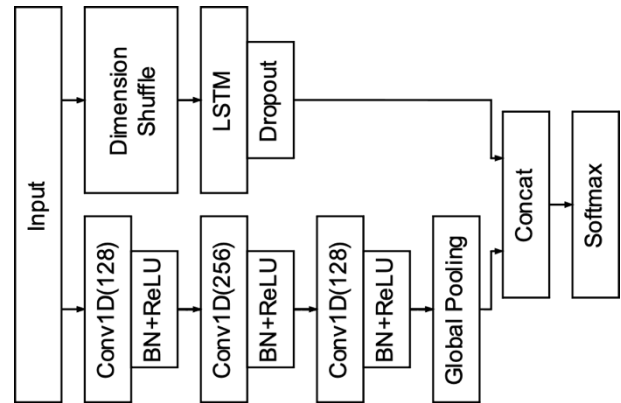 Input
Dimension
Shuffle
LSTM
Dropout
Conv1D(128)
BN+ReLU
Conv1D(256)
BN+ReLU
Conv1D(128)
BN+ReLU
Global Pooling
Concat
Softmax